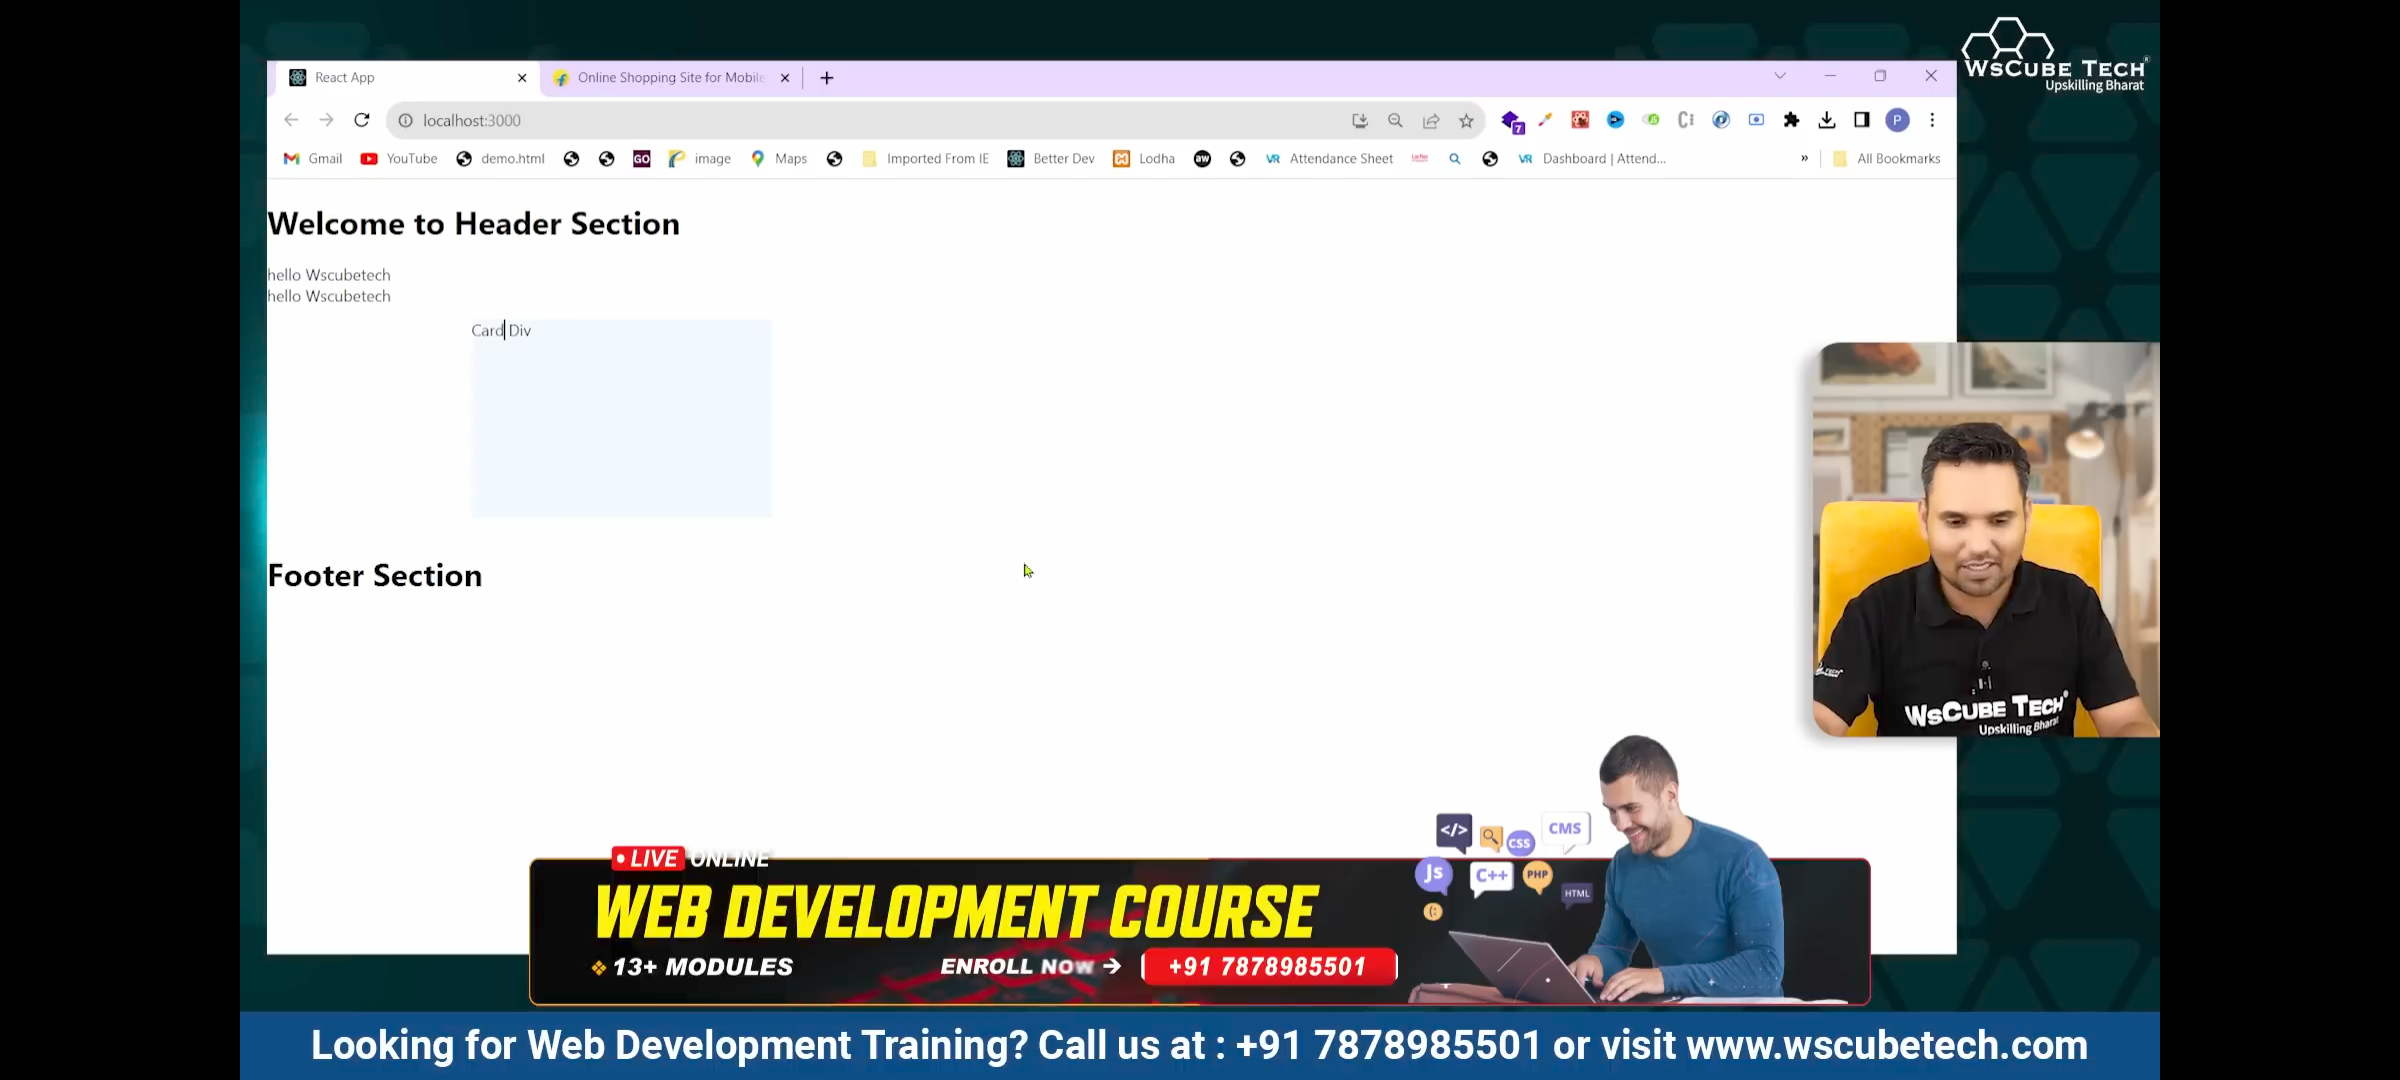 WsCube Tech
Upskilling Bharat
React App
Online Shopping Site for Mobile
localhost:3000
7
P
Gmail
YouTube
demo.html
GO
image
Maps
Imported From IE
Better Dev
Lodha
aw
VR Attendance Sheet
VR Dashboard | Attend...
»
All Bookmarks
Welcome to Header Section
hello Wscubetech
hello Wscubetech
Card Div
Footer Section
WsCube Tech
Upskilling Bharat
</>
CSS
CMS
Js
C++
PHP
HTML
LIVE ONLINE
WEB DEVELOPMENT COURSE
13+ MODULES
ENROLL NOW → +91 7878985501
Looking for Web Development Training? Call us at : +91 7878985501 or visit www.wscubetech.com